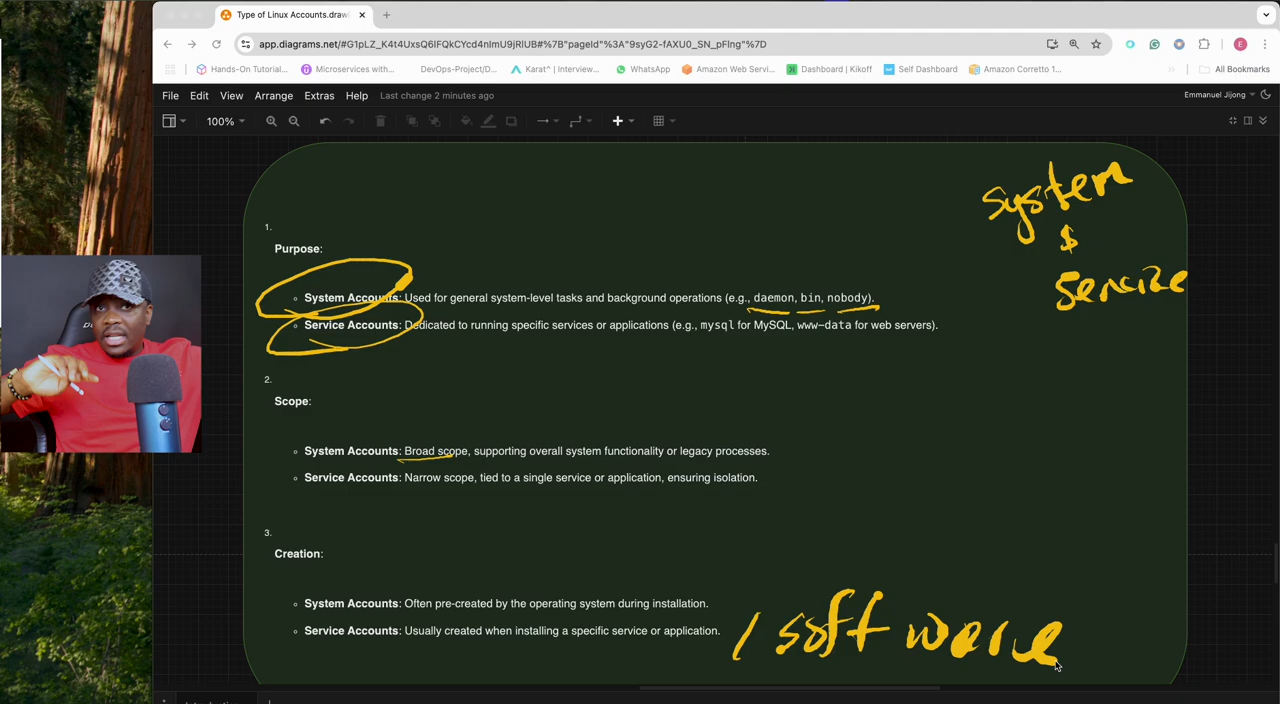 Type of Linux Accounts.draw
app.diagrams.net/#G1pLZ_K4t4UxsQ6IFQkCYcd4nImU9jRIUB#%7B"pageId"%3A"9syG2-fAXU0_SN_pFlng"%7D
Hands-On Tutorial... Microservices with... DevOps-Project/D... Karat^ | Interview... WhatsApp Amazon Web Servi... Dashboard | Kikoff Self Dashboard Amazon Corretto 1... All Bookmarks
File Edit View Arrange Extras Help Last change 2 minutes ago Emmanuel Jijong
100%
system
$
service
1.
Purpose:
System Accounts: Used for general system-level tasks and background operations (e.g., daemon, bin, nobody).
Service Accounts: Dedicated to running specific services or applications (e.g., mysql for MySQL, www-data for web servers).
2.
Scope:
System Accounts: Broad scope, supporting overall system functionality or legacy processes.
Service Accounts: Narrow scope, tied to a single service or application, ensuring isolation.
3.
Creation:
System Accounts: Often pre-created by the operating system during installation.
Service Accounts: Usually created when installing a specific service or application.
/ software